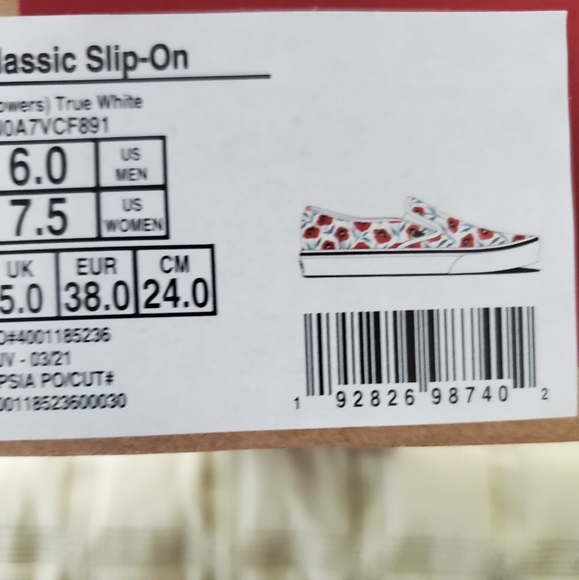 lassic Slip-On
owers) True White
0A7VCF891
6.0 US MEN
7.5 US WOMEN
UK EUR CM
5.0 38.0 24.0
O#4001185236
UV - 03/21
PSIA PO/CUT#
00118523600030
1 92826 98740 2